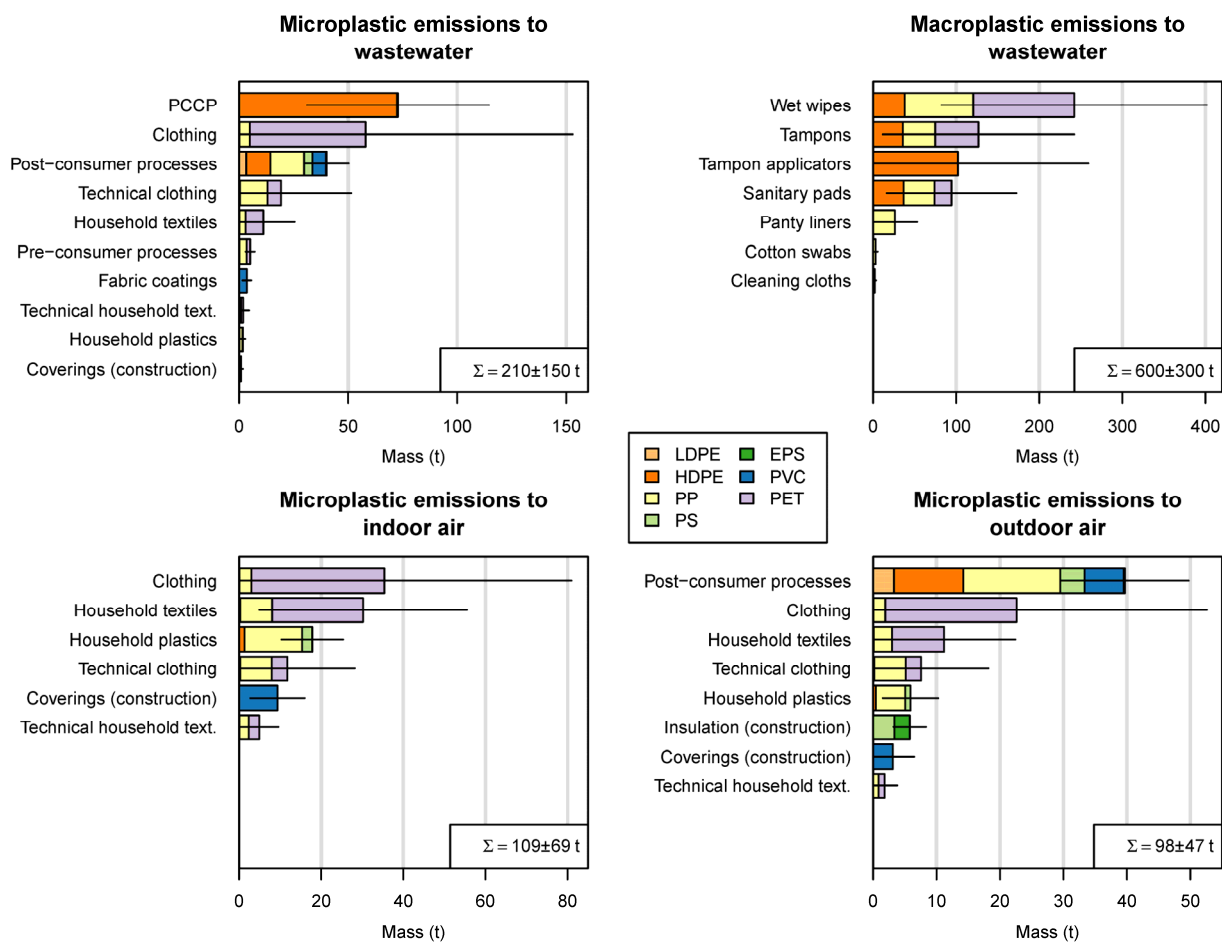 Microplastic emissions to
wastewater
PCCP
Clothing
Post−consumer processes
Technical clothing
Household textiles
Pre−consumer processes
Fabric coatings
Technical household text.
Household plastics
Coverings (construction)
Σ = 210±150 t
0 50 100 150
Mass (t)
Macroplastic emissions to
wastewater
Wet wipes
Tampons
Tampon applicators
Sanitary pads
Panty liners
Cotton swabs
Cleaning cloths
Σ = 600±300 t
0 100 200 300 400
Mass (t)
LDPE
HDPE
PP
PS
EPS
PVC
PET
Microplastic emissions to
indoor air
Clothing
Household textiles
Household plastics
Technical clothing
Coverings (construction)
Technical household text.
Σ = 109±69 t
0 20 40 60 80
Mass (t)
Microplastic emissions to
outdoor air
Post−consumer processes
Clothing
Household textiles
Technical clothing
Household plastics
Insulation (construction)
Coverings (construction)
Technical household text.
Σ = 98±47 t
0 10 20 30 40 50
Mass (t)